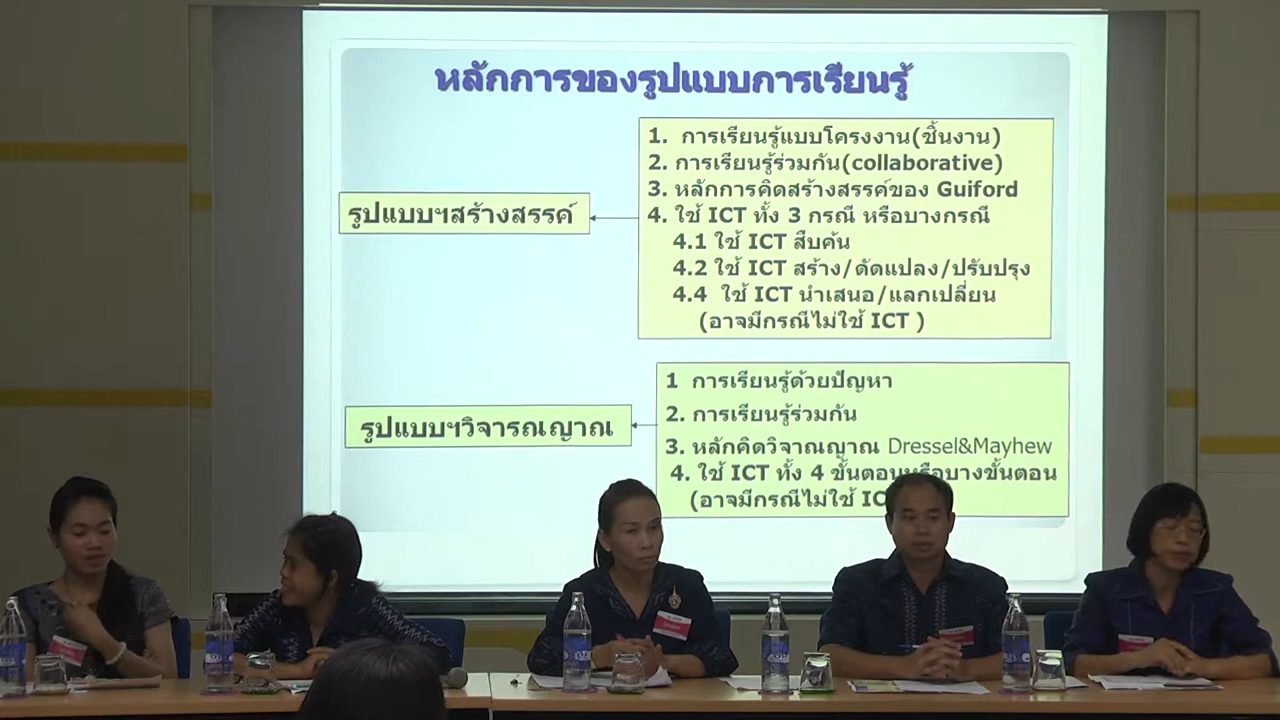 หลักการของรูปแบบการเรียนรู้
รูปแบบฯสร้างสรรค์
1. การเรียนรู้แบบโครงงาน(ชิ้นงาน)
2. การเรียนรู้ร่วมกัน(collaborative)
3. หลักการคิดสร้างสรรค์ของ Guiford
4. ใช้ ICT ทั้ง 3 กรณี หรือบางกรณี
4.1 ใช้ ICT สืบค้น
4.2 ใช้ ICT สร้าง/ดัดแปลง/ปรับปรุง
4.4 ใช้ ICT นำเสนอ/แลกเปลี่ยน
(อาจมีกรณีไม่ใช้ ICT )
รูปแบบฯวิจารณญาณ
1 การเรียนรู้ด้วยปัญหา
2. การเรียนรู้ร่วมกัน
3. หลักคิดวิจาณญาณ Dressel&Mayhew
4. ใช้ ICT ทั้ง 4 ขั้นตอนหรือบางขั้นตอน
(อาจมีกรณีไม่ใช้